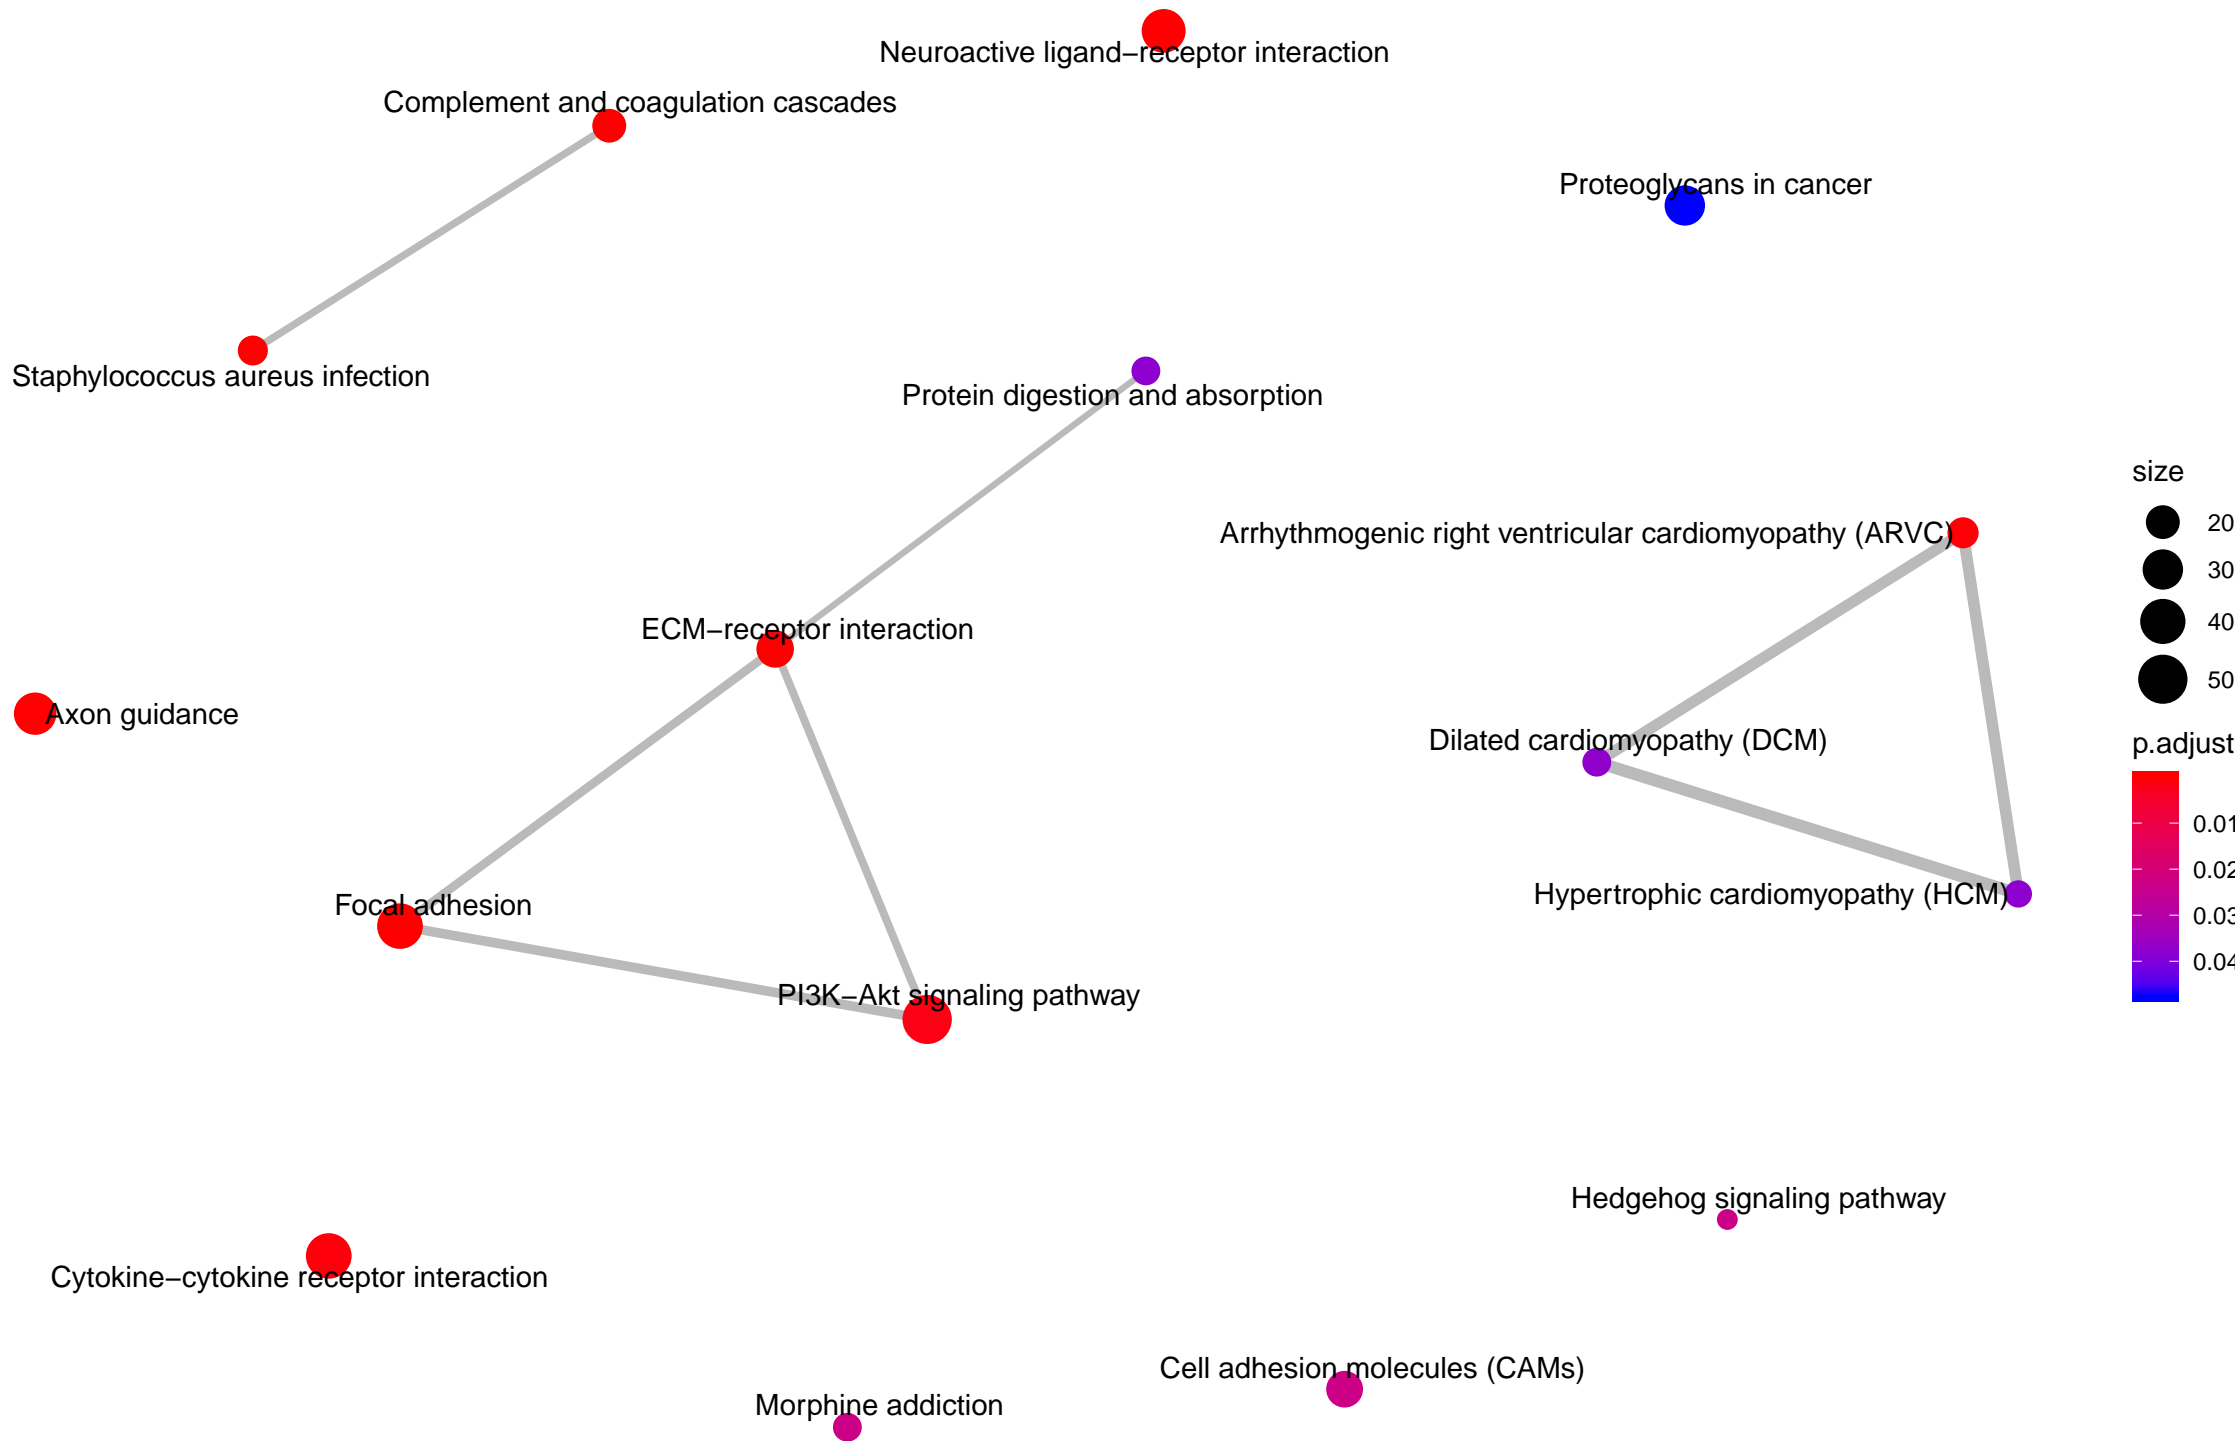 Neuroactive ligand−receptor interaction
Complement and coagulation cascades
Proteoglycans in cancer
Staphylococcus aureus infection
Protein digestion and absorption
size
20
30
40
50
Arrhythmogenic right ventricular cardiomyopathy (ARVC)
ECM−receptor interaction
Axon guidance
Dilated cardiomyopathy (DCM)
p.adjust
0.01
0.02
0.03
0.04
Hypertrophic cardiomyopathy (HCM)
Focal adhesion
PI3K−Akt signaling pathway
Hedgehog signaling pathway
Cytokine−cytokine receptor interaction
Cell adhesion molecules (CAMs)
Morphine addiction